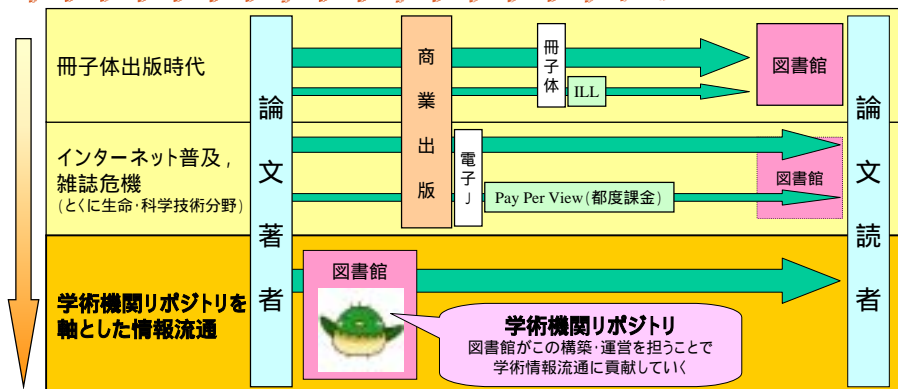 冊子体出版時代
論文著者
商業出版
冊子体
ILL
図書館
論文読者
インターネット普及，
雑誌危機
(とくに生命・科学技術分野)
電子J
Pay Per View(都度課金)
図書館
学術機関リポジトリを
軸とした情報流通
図書館
学術機関リポジトリ
図書館がこの構築・運営を担うことで
学術情報流通に貢献していく